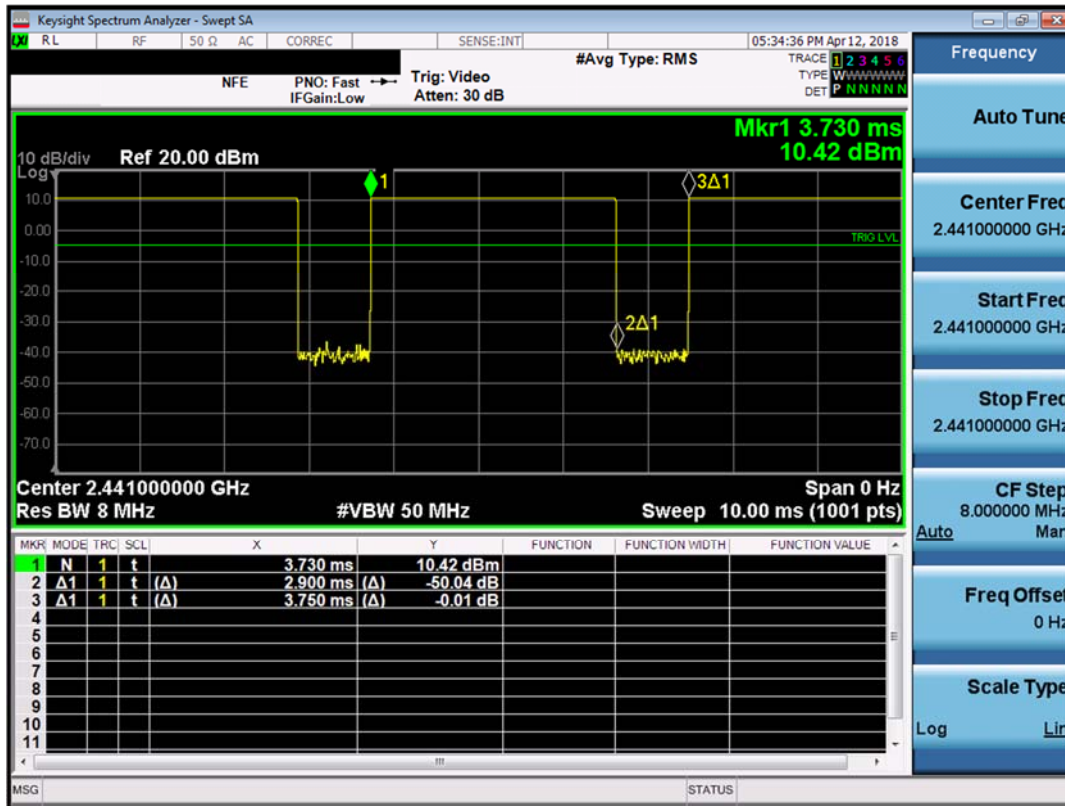 Keysight Spectrum Analyzer - Swept SA
LXI RL RF 50 Ω AC CORREC SENSE:INT 05:34:36 PM Apr 12, 2018
#Avg Type: RMS TRACE 1 2 3 4 5 6
NFE PNO: Fast Trig: Video TYPE WWWWWW
IFGain:Low Atten: 30 dB DET P N N N N N
Mkr1 3.730 ms
10 dB/div Ref 20.00 dBm 10.42 dBm
Log
1 3Δ1
10.0
0.00
TRIG LVL
-10.0
-20.0
-30.0
2Δ1
-40.0
-50.0
-60.0
-70.0
Center 2.441000000 GHz Span 0 Hz
Res BW 8 MHz #VBW 50 MHz Sweep 10.00 ms (1001 pts)
MKR MODE TRC SCL X Y FUNCTION FUNCTION WIDTH FUNCTION VALUE
1 N 1 t 3.730 ms 10.42 dBm
2 Δ1 1 t (Δ) 2.900 ms (Δ) -50.04 dB
3 Δ1 1 t (Δ) 3.750 ms (Δ) -0.01 dB
4
5
6
7
8
9
10
11
MSG STATUS
Frequency
Auto Tune
Center Freq
2.441000000 GHz
Start Freq
2.441000000 GHz
Stop Freq
2.441000000 GHz
CF Step
8.000000 MHz
Auto Man
Freq Offset
0 Hz
Scale Type
Log Lin